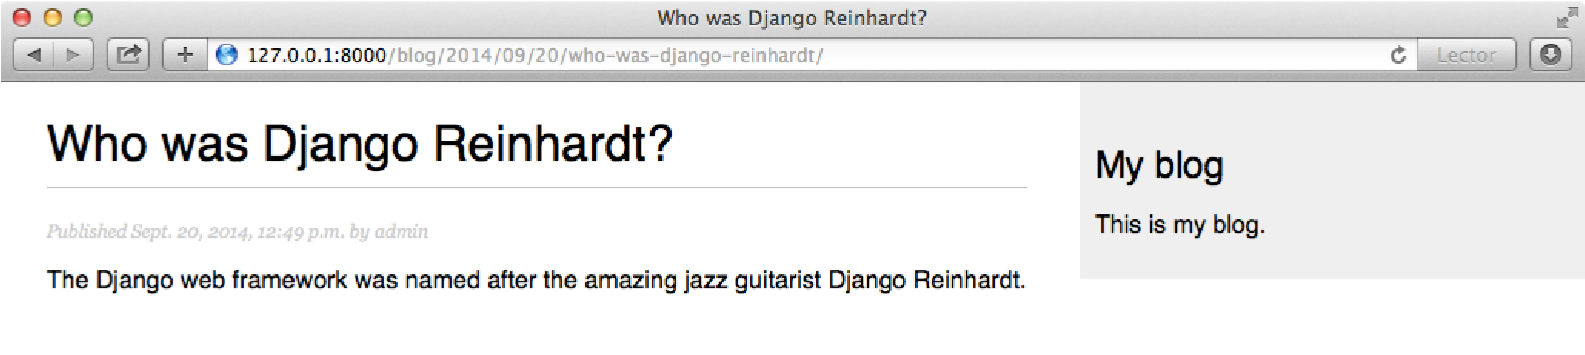 Who was Django Reinhardt?
127.0.0.1:8000/blog/2014/09/20/who-was-django-reinhardt/
Lector
Who was Django Reinhardt?
Published Sept. 20, 2014, 12:49 p.m. by admin
The Django web framework was named after the amazing jazz guitarist Django Reinhardt.
My blog
This is my blog.